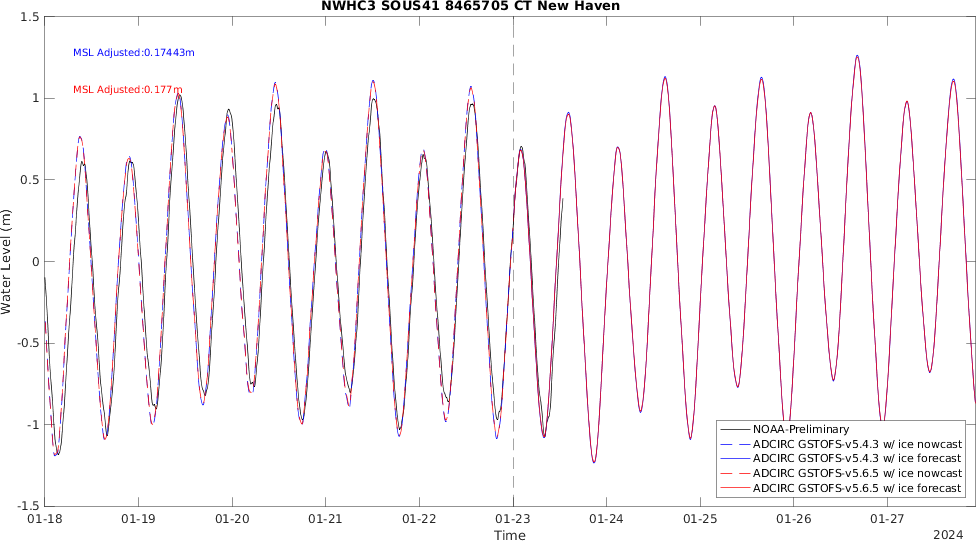 NWHC3 SOUS41 8465705 CT New Haven
1.5
MSL Adjusted:0.17443m
MSL Adjusted:0.177m
1
0.5
0
-0.5
-1
-1.5
Water Level (m)
NOAA-Preliminary
ADCIRC GSTOFS-v5.4.3 w/ ice nowcast
ADCIRC GSTOFS-v5.4.3 w/ ice forecast
ADCIRC GSTOFS-v5.6.5 w/ ice nowcast
ADCIRC GSTOFS-v5.6.5 w/ ice forecast
01-18 01-19 01-20 01-21 01-22 01-23 01-24 01-25 01-26 01-27
Time
2024